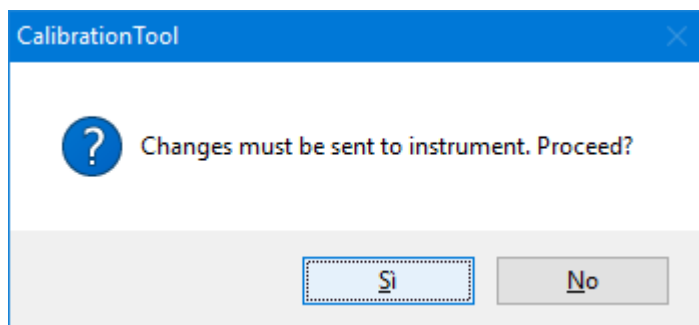 CalibrationTool
Changes must be sent to instrument. Proceed?
Sì
No